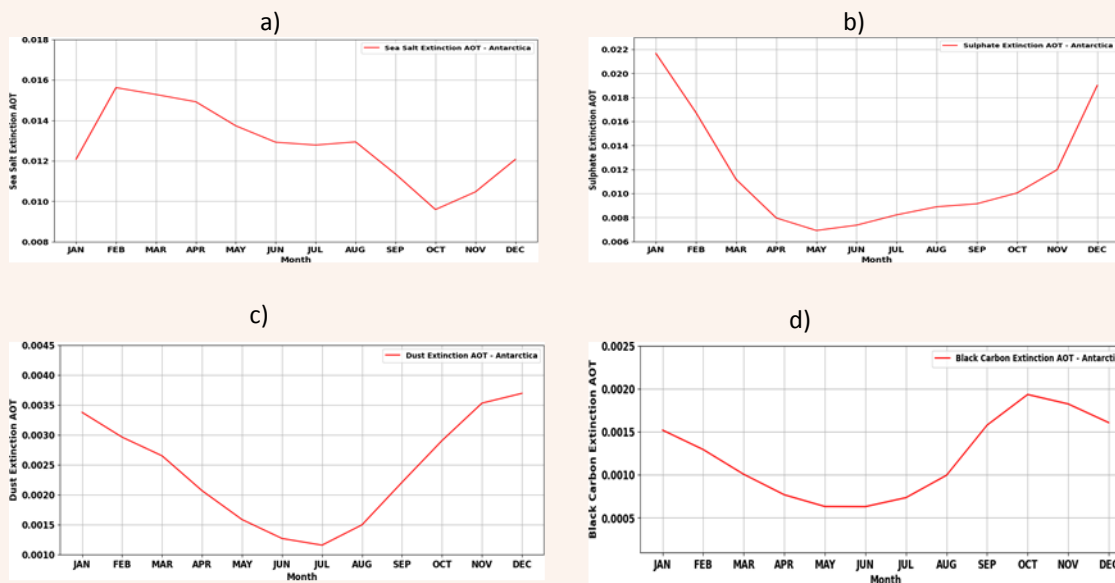 a)
Sea Salt Extinction AOT - Antarctica
Sea Salt Extinction AOT
0.018
0.016
0.014
0.012
0.010
0.008
JAN FEB MAR APR MAY JUN JUL AUG SEP OCT NOV DEC
Month
b)
Sulphate Extinction AOT - Antarctica
Sulphate Extinction AOT
0.022
0.020
0.018
0.016
0.014
0.012
0.010
0.008
0.006
JAN FEB MAR APR MAY JUN JUL AUG SEP OCT NOV DEC
Month
c)
Dust Extinction AOT - Antarctica
Dust Extinction AOT
0.0045
0.0040
0.0035
0.0030
0.0025
0.0020
0.0015
0.0010
JAN FEB MAR APR MAY JUN JUL AUG SEP OCT NOV DEC
Month
d)
Black Carbon Extinction AOT - Antarctic
Black Carbon Extinction AOT
0.0025
0.0020
0.0015
0.0010
0.0005
JAN FEB MAR APR MAY JUN JUL AUG SEP OCT NOV DEC
Month